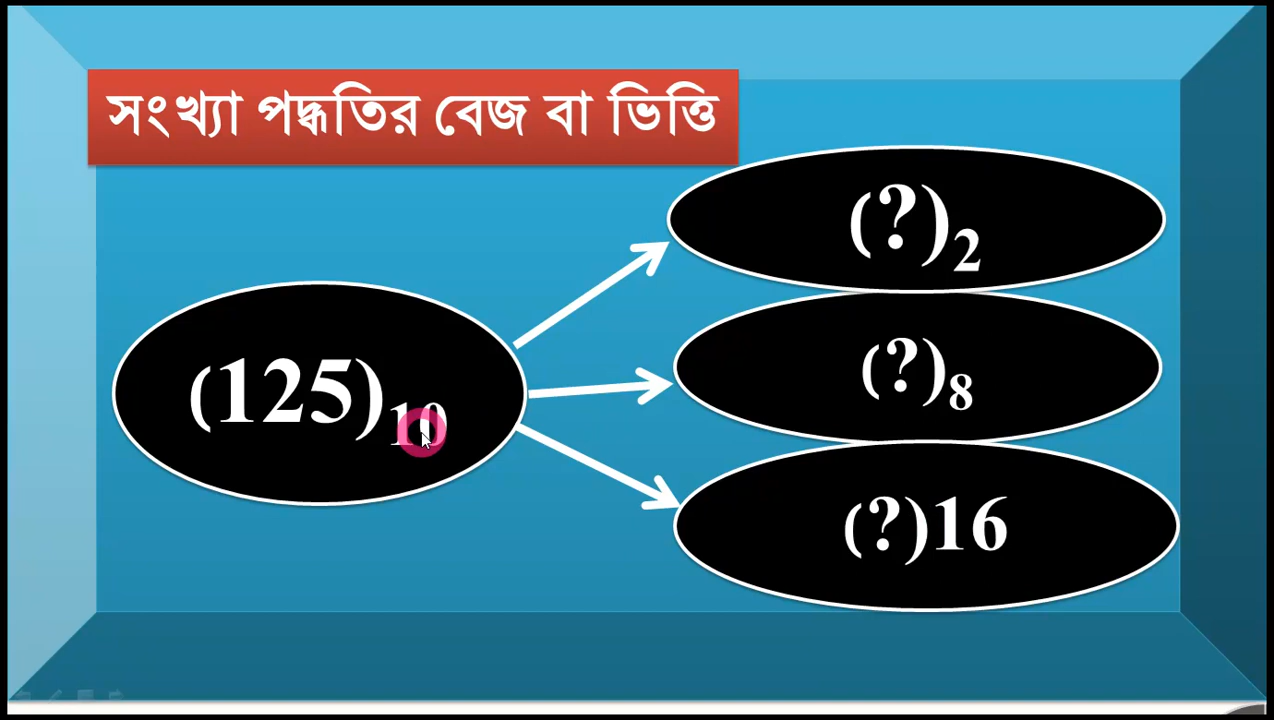 সংখ্যা পদ্ধতির বেজ বা ভিত্তি
(?)2
(125)10
(?)8
(?)16